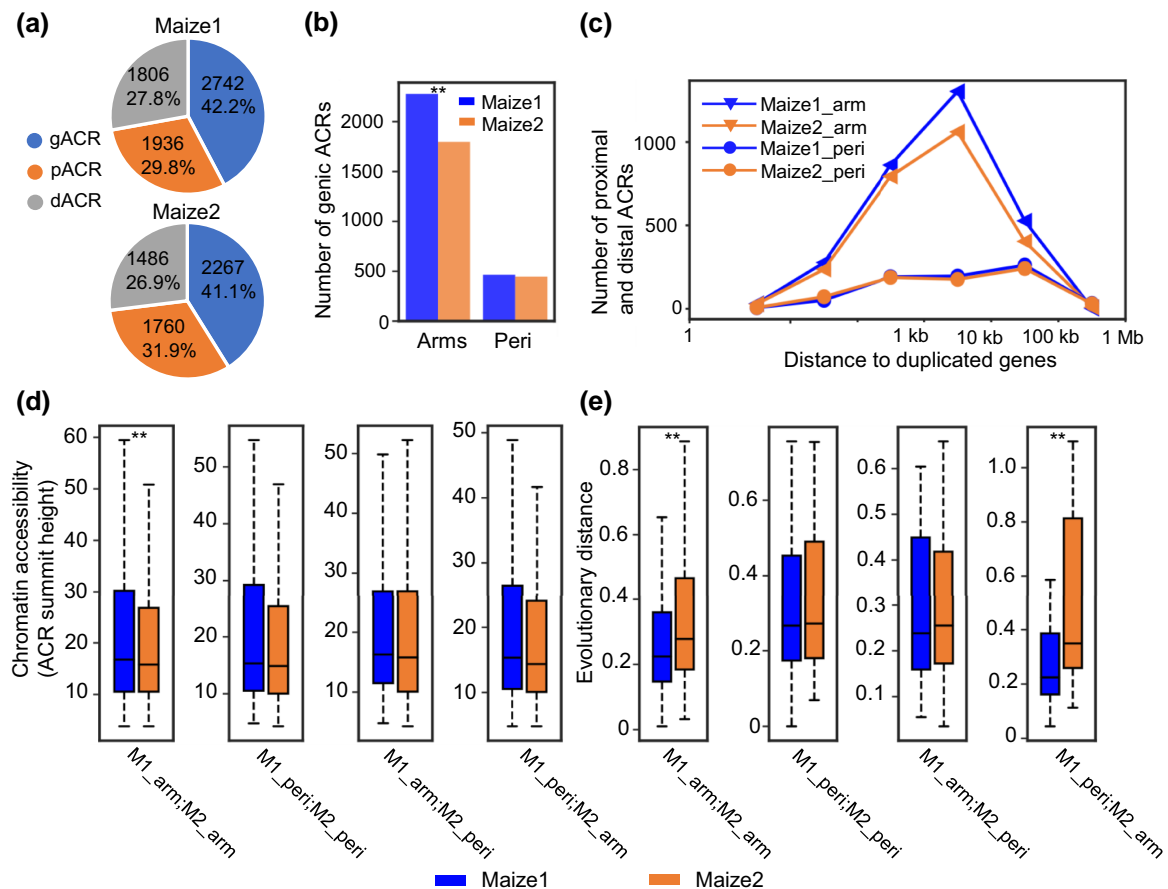 (a)
Maize1
1806
27.8%
2742
42.2%
1936
29.8%
gACR
pACR
dACR
Maize2
1486
26.9%
2267
41.1%
1760
31.9%
(b)
Number of genic ACRs
2000
1500
1000
500
0
**
Maize1
Maize2
Arms
Peri
(c)
Number of proximal
and distal ACRs
1000
500
0
Maize1_arm
Maize2_arm
Maize1_peri
Maize2_peri
1
1 kb
10 kb
100 kb
1 Mb
Distance to duplicated genes
(d)
Chromatin accessibility
(ACR summit height)
60
50
40
30
20
10
**
M1_arm;M2_arm
50
40
30
20
10
M1_peri;M2_peri
50
40
30
20
10
M1_arm;M2_peri
50
40
30
20
10
M1_peri;M2_arm
(e)
Evolutionary distance
0.8
0.6
0.4
0.2
0
**
M1_arm;M2_arm
0.6
0.4
0.2
0
M1_peri;M2_peri
0.6
0.5
0.4
0.3
0.2
0.1
M1_arm;M2_peri
1.0
0.8
0.6
0.4
0.2
0
**
M1_peri;M2_arm
Maize1
Maize2